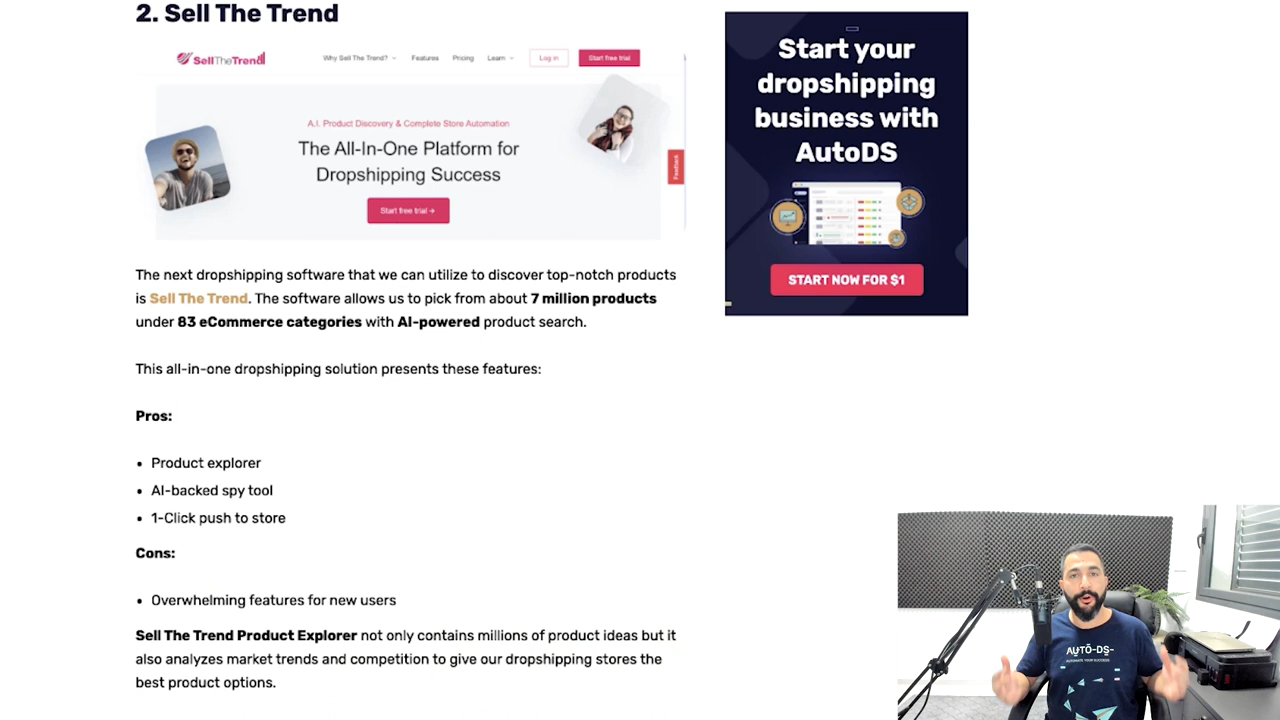 2. Sell The Trend
SellTheTrend
Why Sell The Trend?
Features
Pricing
Learn
Log in
Start free trial
A.I. Product Discovery & Complete Store Automation
The All-In-One Platform for
Dropshipping Success
Start free trial →
Feedback
Start your
dropshipping
business with
AutoDS
START NOW FOR $1
The next dropshipping software that we can utilize to discover top-notch products
is Sell The Trend. The software allows us to pick from about 7 million products
under 83 eCommerce categories with AI-powered product search.
This all-in-one dropshipping solution presents these features:
Pros:
• Product explorer
• AI-backed spy tool
• 1-Click push to store
Cons:
• Overwhelming features for new users
Sell The Trend Product Explorer not only contains millions of product ideas but it
also analyzes market trends and competition to give our dropshipping stores the
best product options.
AUTO-DS-
AUTOMATE YOUR SUCCESS